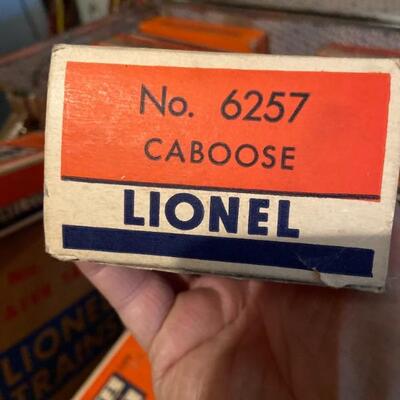 No. 6257
CABOOSE
LIONEL
LIONEL
TRAINS